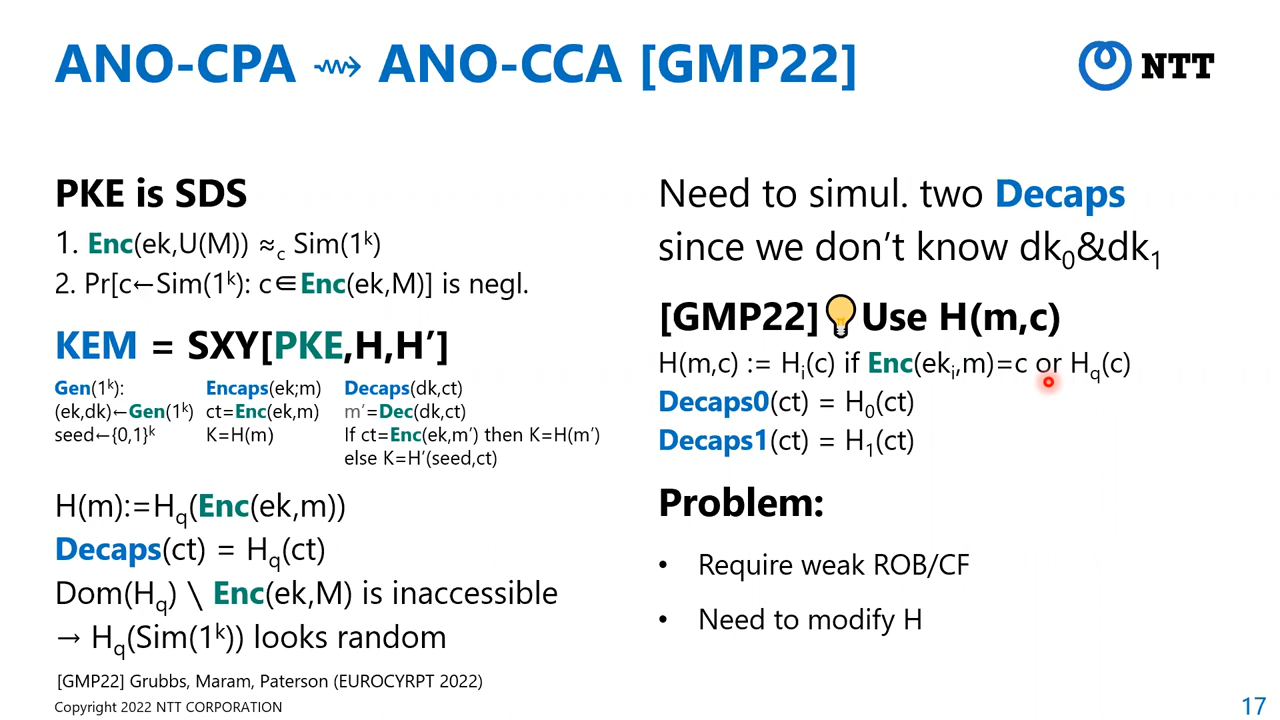 ANO-CPA ⇝ ANO-CCA [GMP22]
NTT
PKE is SDS
1. Enc(ek,U(M)) ≈c Sim(1^k)
2. Pr[c←Sim(1^k): c∈Enc(ek,M)] is negl.
KEM = SXY[PKE,H,H’]
Gen(1^k):
(ek,dk)←Gen(1^k)
seed←{0,1}^k
Encaps(ek;m)
ct=Enc(ek,m)
K=H(m)
Decaps(dk,ct)
m’=Dec(dk,ct)
If ct=Enc(ek,m’) then K=H(m’)
else K=H’(seed,ct)
H(m):=Hq(Enc(ek,m))
Decaps(ct) = Hq(ct)
Dom(Hq) \ Enc(ek,M) is inaccessible
→ Hq(Sim(1^k)) looks random
[GMP22] Grubbs, Maram, Paterson (EUROCYRPT 2022)
Copyright 2022 NTT CORPORATION
Need to simul. two Decaps
since we don’t know dk0&dk1
[GMP22]💡Use H(m,c)
H(m,c) := Hi(c) if Enc(eki,m)=c or Hq(c)
Decaps0(ct) = H0(ct)
Decaps1(ct) = H1(ct)
Problem:
• Require weak ROB/CF
• Need to modify H
17